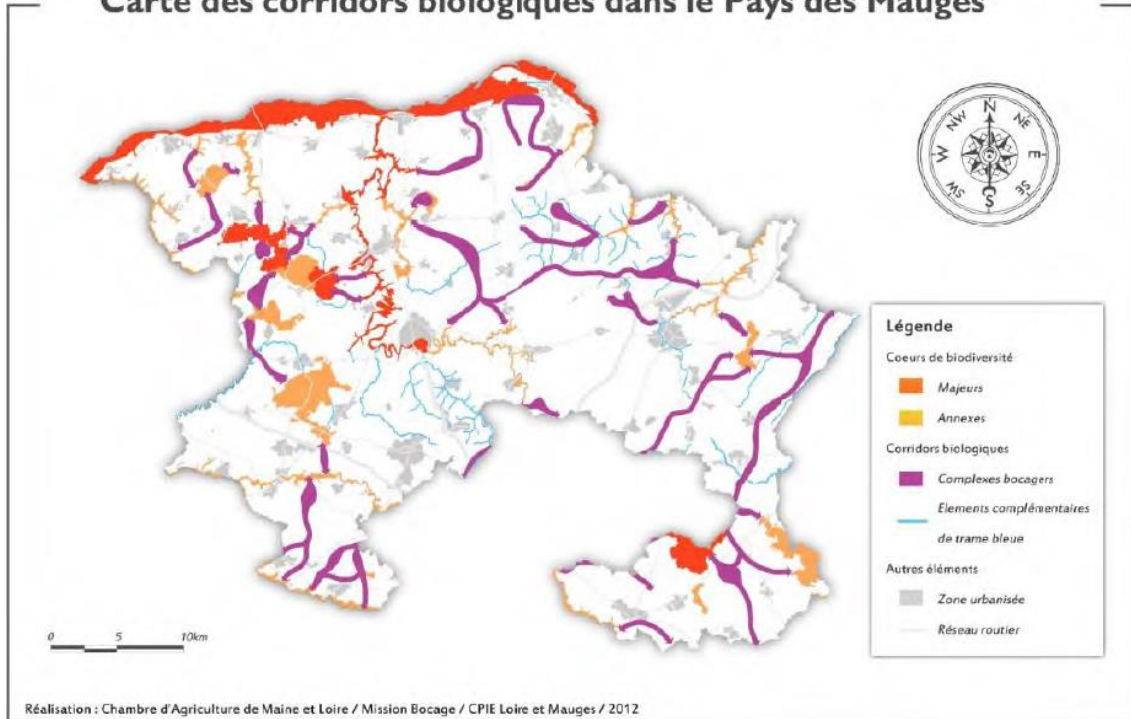 Carte des corridors biologiques dans le Pays des Mauges
N
NE
E
SE
S
SW
W
NW
Légende
Coeurs de biodiversité
Majeurs
Annexes
Corridors biologiques
Complexes bocagers
Elements complémentaires
de trame bleue
Autres éléments
Zone urbanisée
Réseau routier
0 5 10km
Réalisation : Chambre d'Agriculture de Maine et Loire / Mission Bocage / CPIE Loire et Mauges / 2012